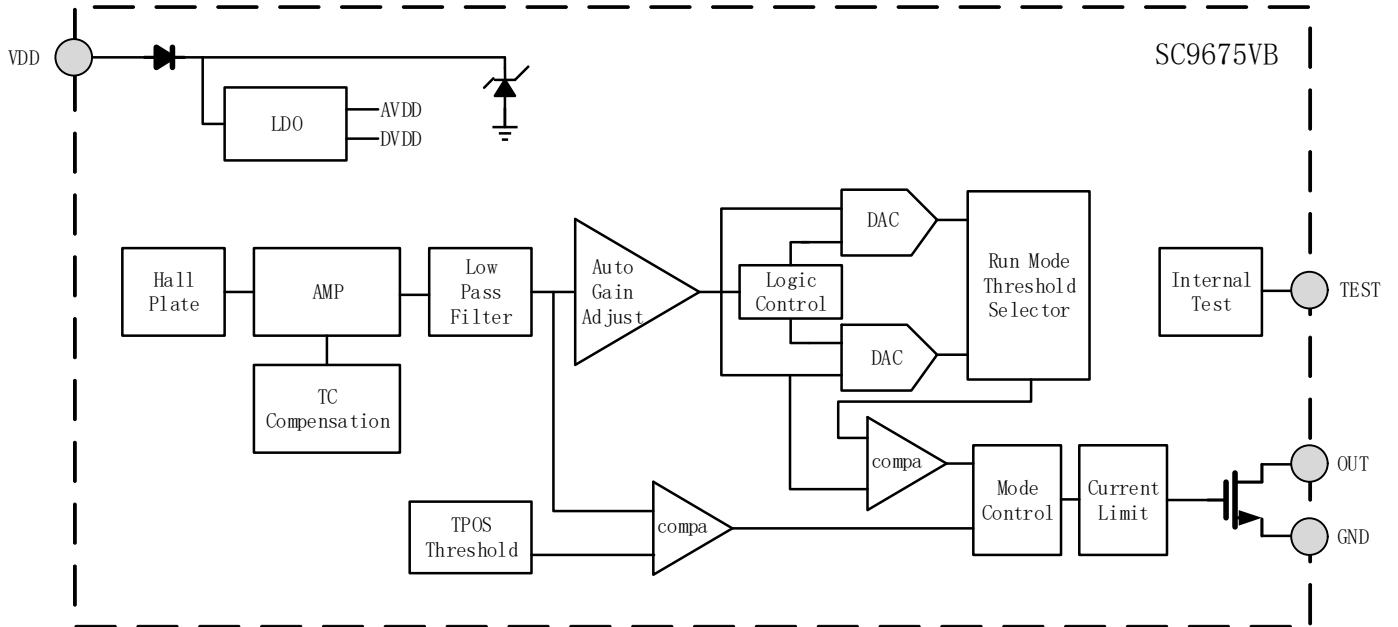 VDD
SC9675VB
LDO
AVDD
DVDD
Hall
Plate
AMP
Low
Pass
Filter
TC
Compensation
Auto
Gain
Adjust
DAC
Logic
Control
DAC
Run Mode
Threshold
Selector
Internal
Test
TEST
TPOS
Threshold
compa
compa
Mode
Control
Current
Limit
OUT
GND